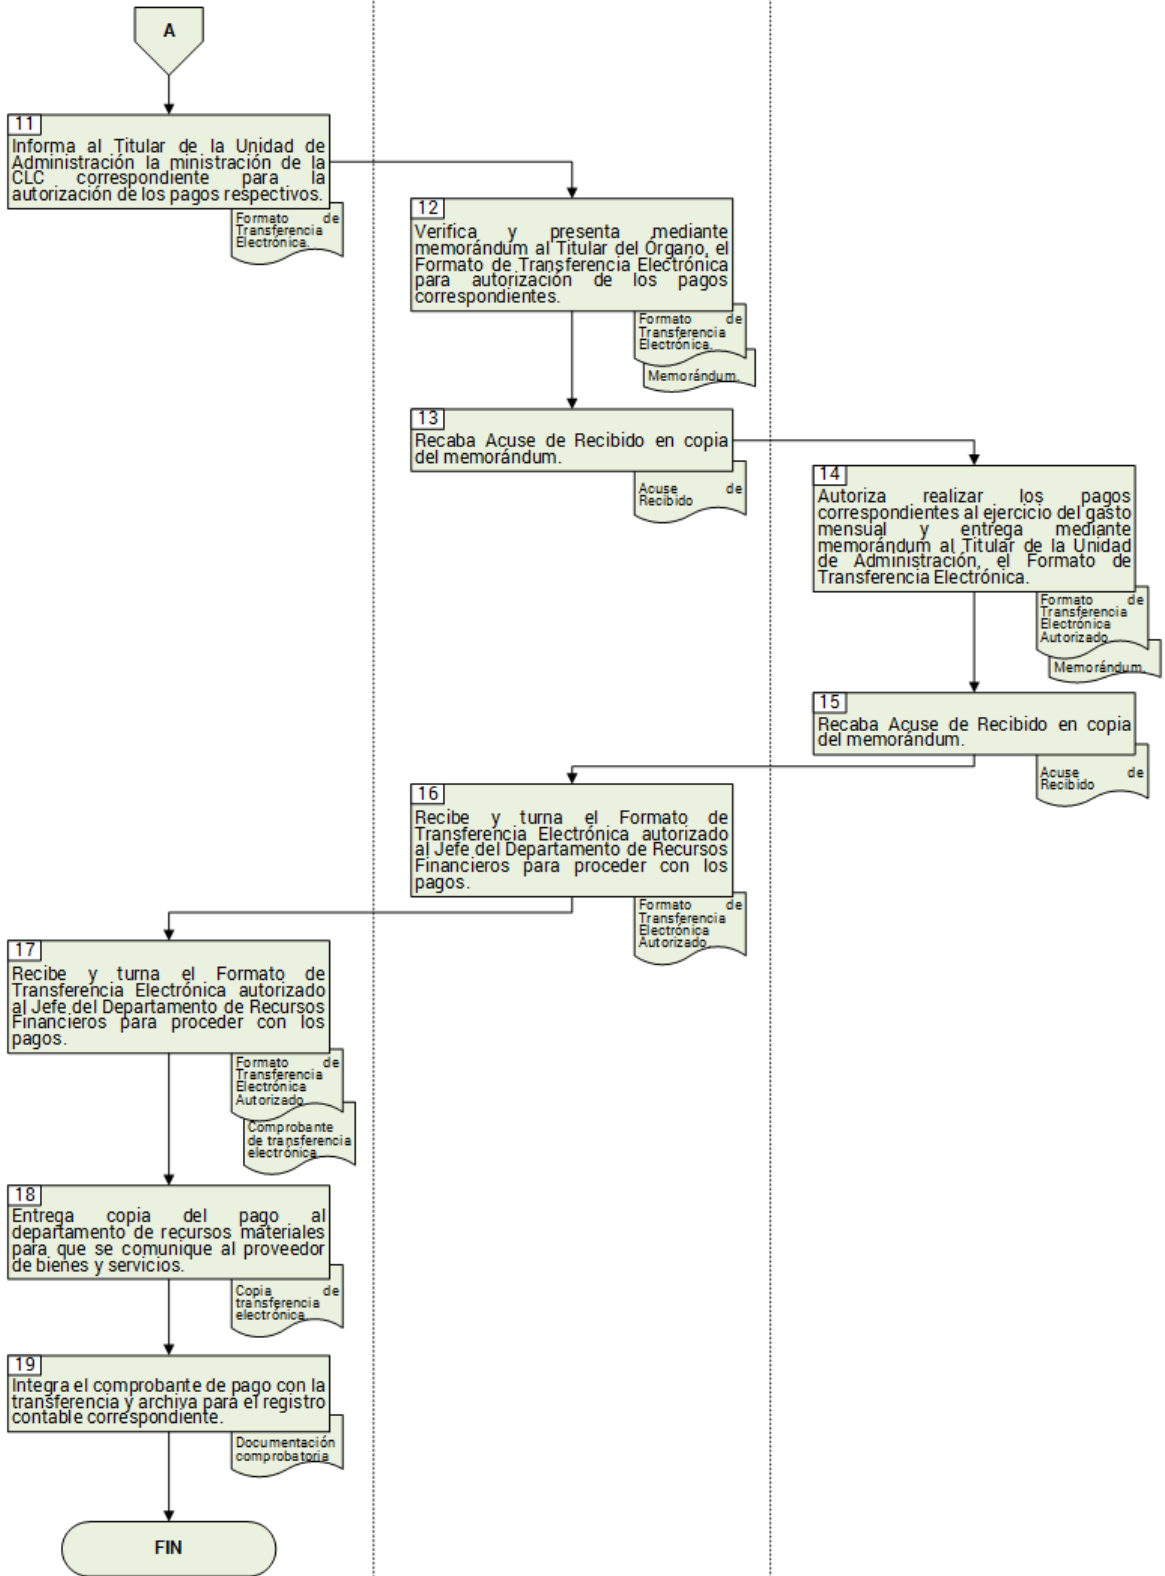 A
11
Informa al Titular de la Unidad de
Administración la ministración de la
CLC correspondiente para la
autorización de los pagos respectivos.
Formato de
Transferencia
Electrónica.
12
Verifica y presenta mediante
memorándum al Titular del Órgano, el
Formato de Transferencia Electrónica
para autorización de los pagos
correspondientes.
Formato de
Transferencia
Electrónica.
Memorándum.
13
Recaba Acuse de Recibido en copia
del memorándum.
Acuse de
Recibido
14
Autoriza realizar los pagos
correspondientes al ejercicio del gasto
mensual y entrega mediante
memorándum al Titular de la Unidad
de Administración, el Formato de
Transferencia Electrónica.
Formato de
Transferencia
Electrónica
Autorizado
Memorándum.
15
Recaba Acuse de Recibido en copia
del memorándum.
Acuse de
Recibido
16
Recibe y turna el Formato de
Transferencia Electrónica autorizado
al Jefe del Departamento de Recursos
Financieros para proceder con los
pagos.
Formato de
Transferencia
Electrónica
Autorizado
17
Recibe y turna el Formato de
Transferencia Electrónica autorizado
al Jefe del Departamento de Recursos
Financieros para proceder con los
pagos.
Formato de
Transferencia
Electrónica
Autorizado
Comprobante
de transferencia
electrónica
18
Entrega copia del pago al
departamento de recursos materiales
para que se comunique al proveedor
de bienes y servicios.
Copia de
transferencia
electrónica
19
Integra el comprobante de pago con la
transferencia y archiva para el registro
contable correspondiente.
Documentación
comprobatoria
FIN